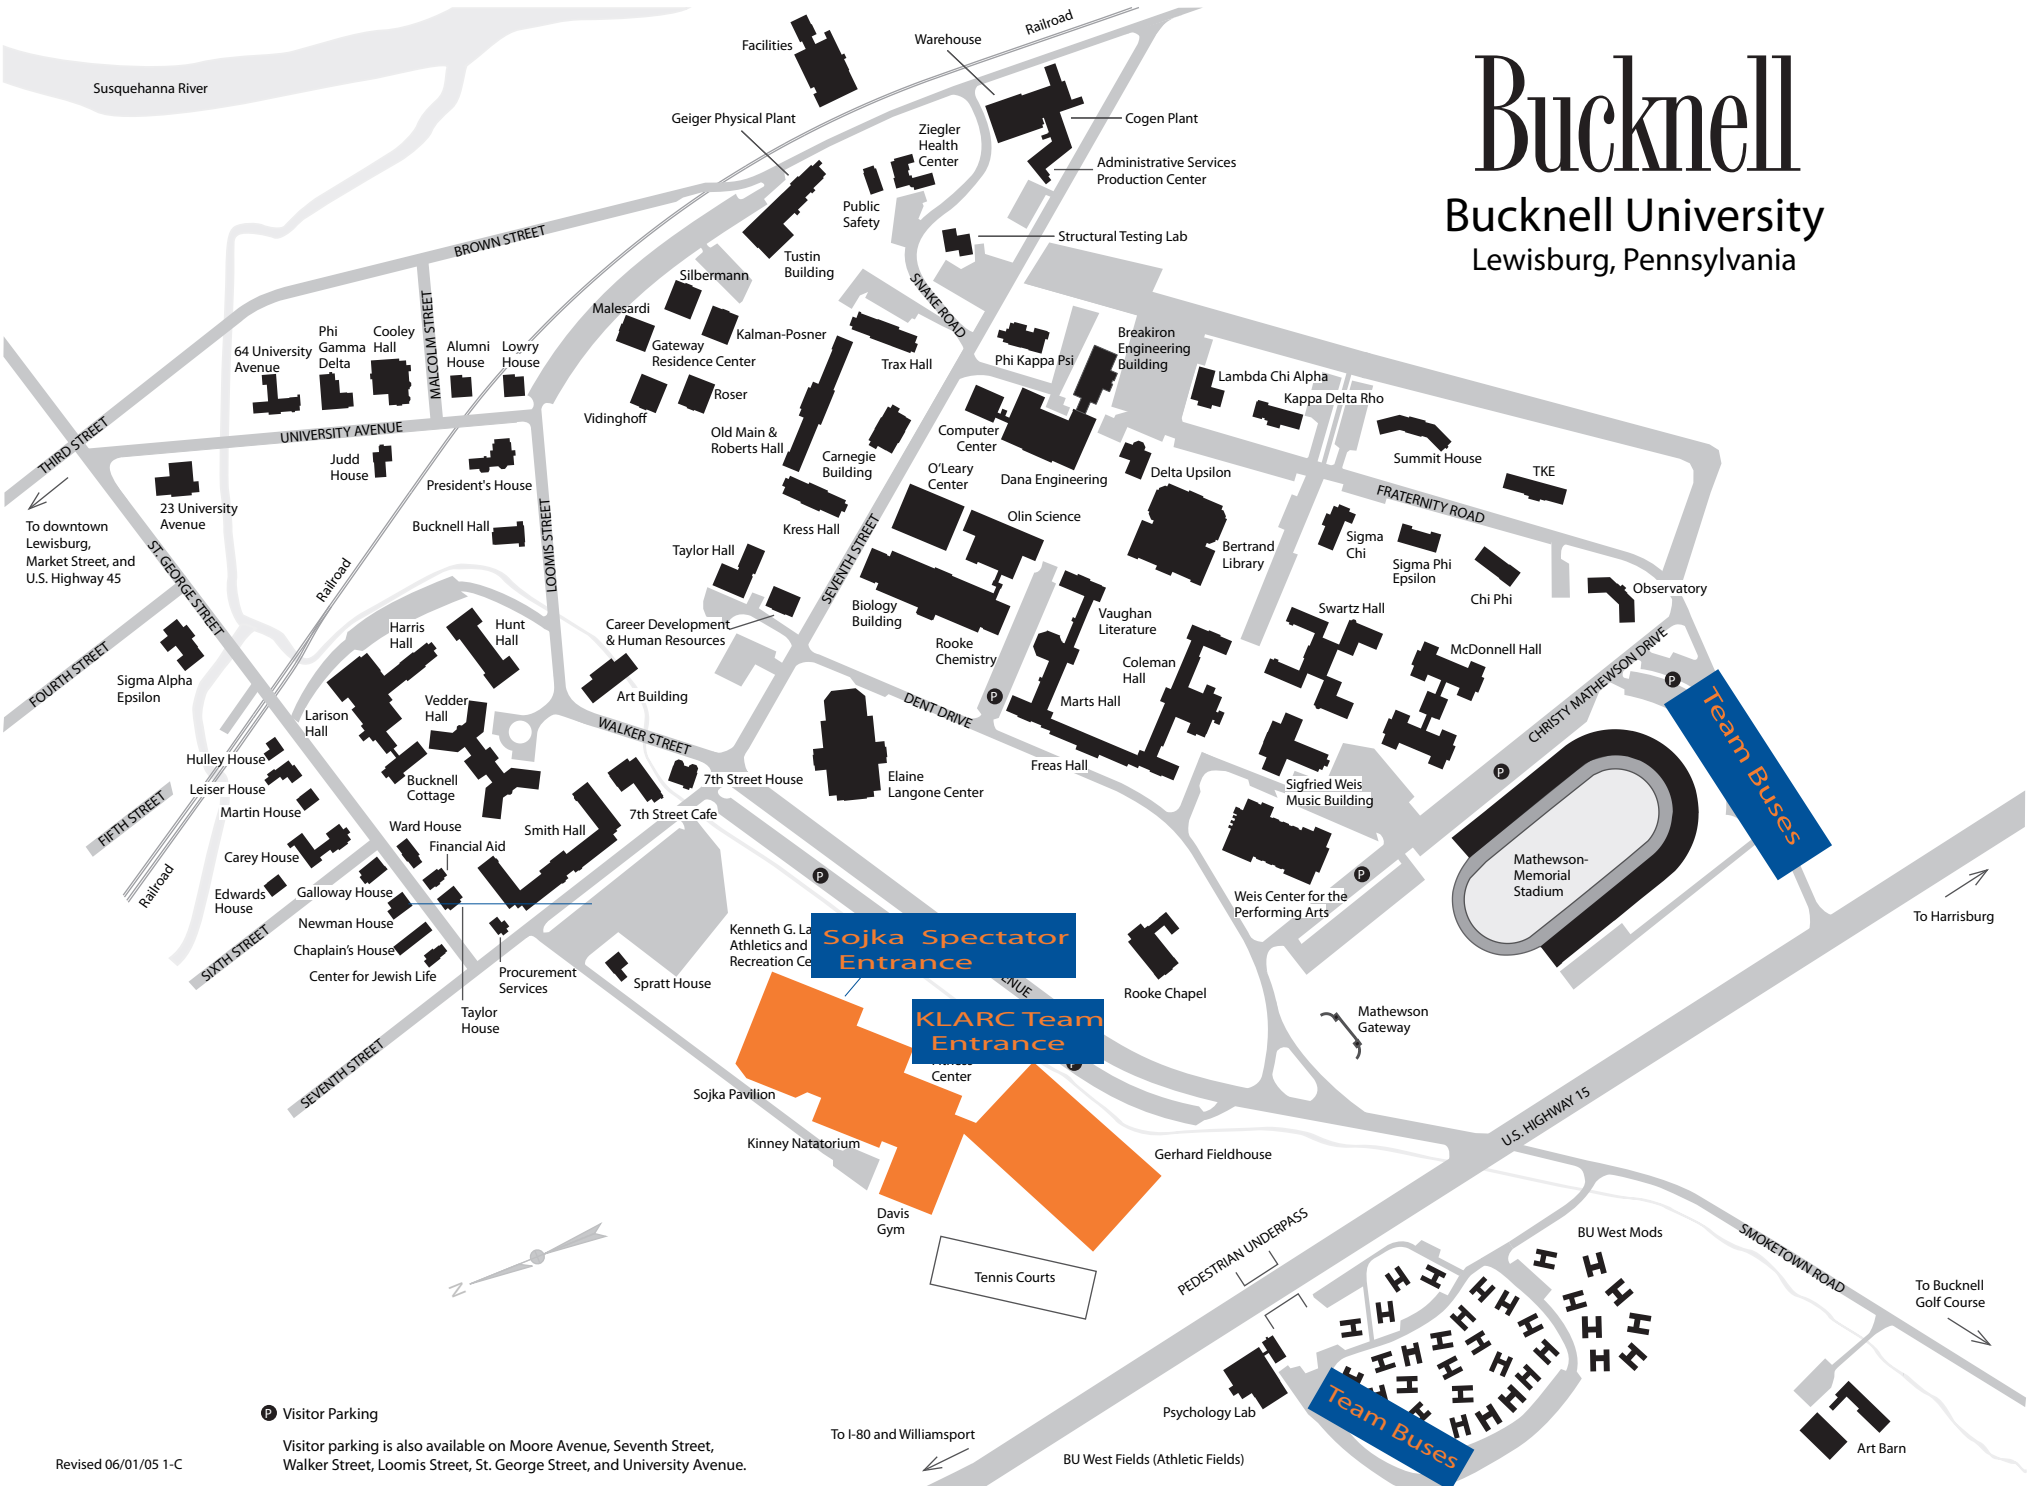 Bucknell
Bucknell University
Lewisburg, Pennsylvania
Susquehanna River
Facilities
Warehouse
Railroad
Geiger Physical Plant
Cogen Plant
Ziegler
Health
Center
Administrative Services
Production Center
Public
Safety
Structural Testing Lab
Tustin
Building
BROWN STREET
SNAKE ROAD
Silbermann
Malesardi
Kalman-Posner
Gateway
Residence Center
Roser
Vidinghoff
Trax Hall
Phi Kappa Psi
Breakiron
Engineering
Building
Lambda Chi Alpha
Kappa Delta Rho
Summit House
TKE
64 University
Avenue
Phi
Gamma
Delta
Cooley
Hall
MALCOLM STREET
Alumni
House
Lowry
House
UNIVERSITY AVENUE
THIRD STREET
Judd
House
President's House
Old Main &
Roberts Hall
Carnegie
Building
Computer
Center
O'Leary
Center
Dana Engineering
Delta Upsilon
FRATERNITY ROAD
To downtown
Lewisburg,
Market Street, and
U.S. Highway 45
23 University
Avenue
Bucknell Hall
LOOMIS STREET
Kress Hall
Olin Science
SEVENTH STREET
Bertrand
Library
Sigma
Chi
Sigma Phi
Epsilon
Chi Phi
Observatory
ST. GEORGE STREET
Railroad
Taylor Hall
Career Development
& Human Resources
Biology
Building
Rooke
Chemistry
Vaughan
Literature
Swartz Hall
McDonnell Hall
Coleman
Hall
Marts Hall
DENT DRIVE
Freas Hall
CHRISTY MATHEWSON DRIVE
P
P
P
P
P
P
FOURTH STREET
Sigma Alpha
Epsilon
Harris
Hall
Hunt
Hall
Larison
Hall
Vedder
Hall
Art Building
WALKER STREET
Bucknell
Cottage
7th Street House
7th Street Cafe
Elaine
Langone Center
Sigfried Weis
Music Building
Team Buses
Hulley House
Leiser House
Martin House
FIFTH STREET
Railroad
Carey House
Edwards
House
Ward House
Financial Aid
Smith Hall
Galloway House
Newman House
Chaplain's House
Center for Jewish Life
SIXTH STREET
Procurement
Services
Taylor
House
Spratt House
SEVENTH STREET
Weis Center for the
Performing Arts
Mathewson-
Memorial
Stadium
To Harrisburg
Kenneth G. La
Athletics and
Recreation Ce
Sojka Spectator
Entrance
ENUE
KLARC Team
Entrance
Center
Rooke Chapel
Mathewson
Gateway
Sojka Pavilion
Kinney Natatorium
Gerhard Fieldhouse
Davis
Gym
Tennis Courts
U.S. HIGHWAY 15
PEDESTRIAN UNDERPASS
BU West Mods
SMOKETOWN ROAD
To Bucknell
Golf Course
N
Psychology Lab
Team Buses
Art Barn
To I-80 and Williamsport
BU West Fields (Athletic Fields)
P Visitor Parking
Visitor parking is also available on Moore Avenue, Seventh Street,
Walker Street, Loomis Street, St. George Street, and University Avenue.
Revised 06/01/05 1-C